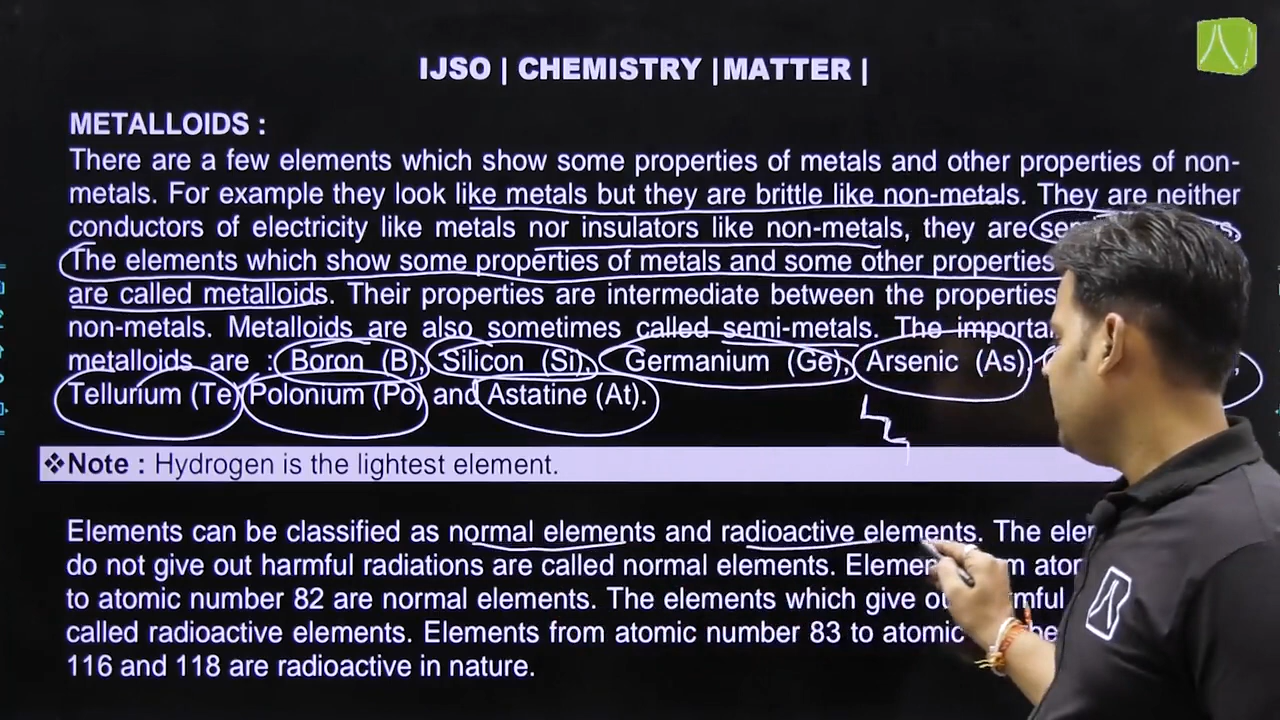 IJSO | CHEMISTRY | MATTER |
METALLOIDS :
There are a few elements which show some properties of metals and other properties of non-
metals. For example they look like metals but they are brittle like non-metals. They are neither
conductors of electricity like metals nor insulators like non-metals, they are
The elements which show some properties of metals and some other properties
are called metalloids. Their properties are intermediate between the properties
non-metals. Metalloids are also sometimes called semi-metals. The
metalloids are : Boron (B), Silicon (Si), Germanium (Ge), Arsenic (As),
Tellurium (Te) Polonium (Po) and Astatine (At).
❖Note : Hydrogen is the lightest element.
Elements can be classified as normal elements and radioactive elements. The
do not give out harmful radiations are called normal elements.
to atomic number 82 are normal elements. The elements which give
called radioactive elements. Elements from atomic number 83 to atomic
116 and 118 are radioactive in nature.